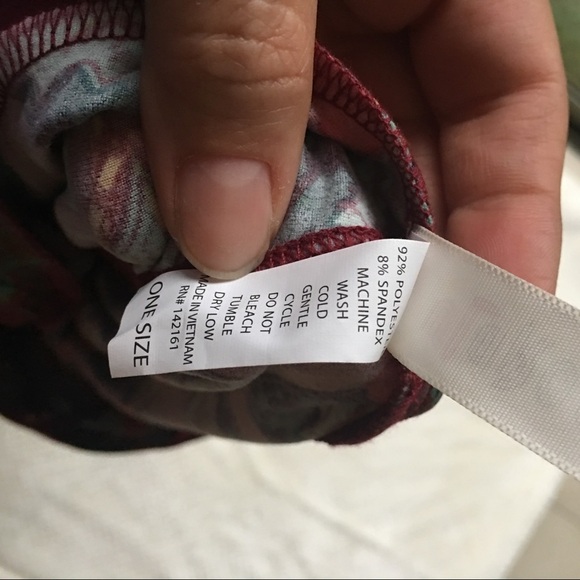 92% POLYESTER
8% SPANDEX
MACHINE
WASH
COLD
GENTLE
CYCLE
DO NOT
BLEACH
TUMBLE
DRY LOW
MADE IN VIETNAM
RN# 142161
ONE SIZE